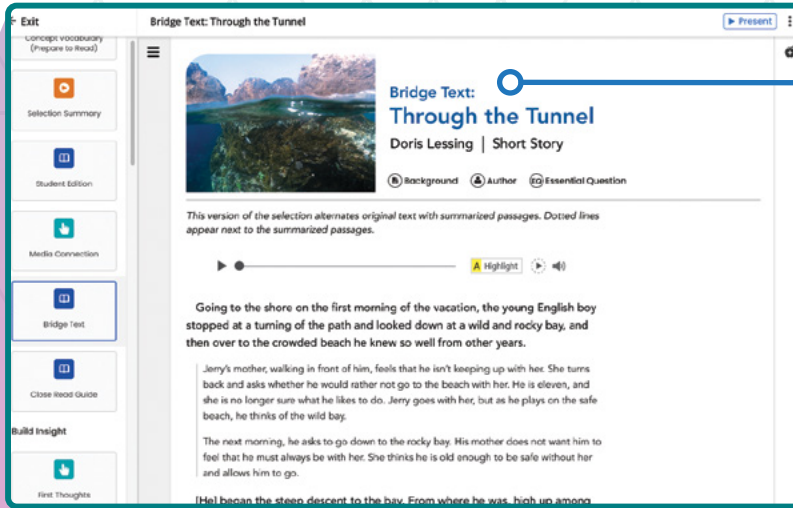 Exit
Bridge Text: Through the Tunnel
Present
Concept Vocabulary
(Prepare to Read)
Selection Summary
Student Edition
Media Connection
Bridge Text
Close Read Guide
Build Insight
First Thoughts
Bridge Text:
Through the Tunnel
Doris Lessing | Short Story
Background
Author
EQ Essential Question
This version of the selection alternates original text with summarized passages. Dotted lines
appear next to the summarized passages.
A Highlight
Going to the shore on the first morning of the vacation, the young English boy
stopped at a turning of the path and looked down at a wild and rocky bay, and
then over to the crowded beach he knew so well from other years.
Jerry's mother, walking in front of him, feels that he isn't keeping up with her. She turns
back and asks whether he would rather not go to the beach with her. He is eleven, and
she is no longer sure what he likes to do. Jerry goes with her, but as he plays on the safe
beach, he thinks of the wild bay.
The next morning, he asks to go down to the rocky bay. His mother does not want him to
feel that he must always be with her. She thinks he is old enough to be safe without her
and allows him to go.
[He] began the steep descent to the bay. From where he was, high up among